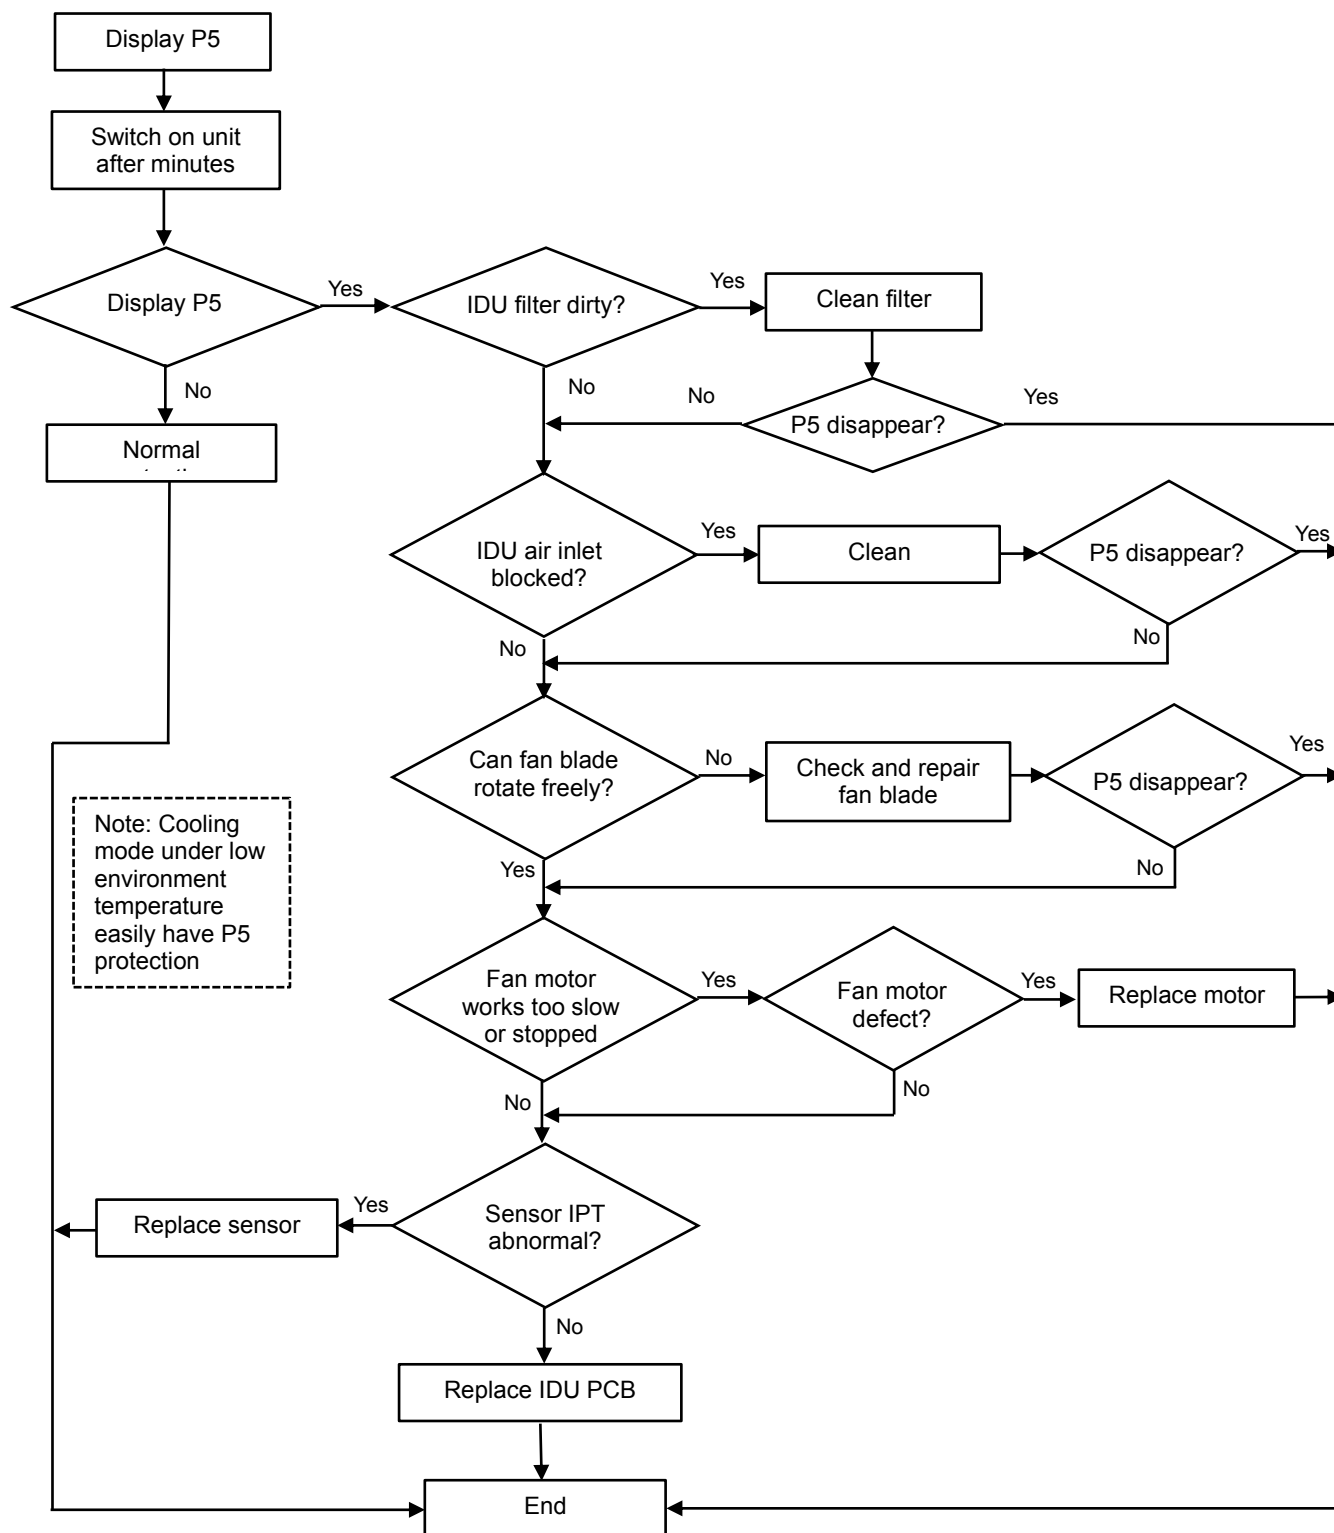 Display P5
Switch on unit
after minutes
Display P5
Yes
IDU filter dirty?
Yes
Clean filter
No
No
No
P5 disappear?
Yes
Normal
IDU air inlet
blocked?
Yes
Clean
P5 disappear?
Yes
No
No
Can fan blade
rotate freely?
No
Check and repair
fan blade
P5 disappear?
Yes
Note: Cooling
mode under low
environment
temperature
easily have P5
protection
Yes
No
Fan motor
works too slow
or stopped
Yes
Fan motor
defect?
Yes
Replace motor
No
No
Sensor IPT
abnormal?
Yes
Replace sensor
No
Replace IDU PCB
End